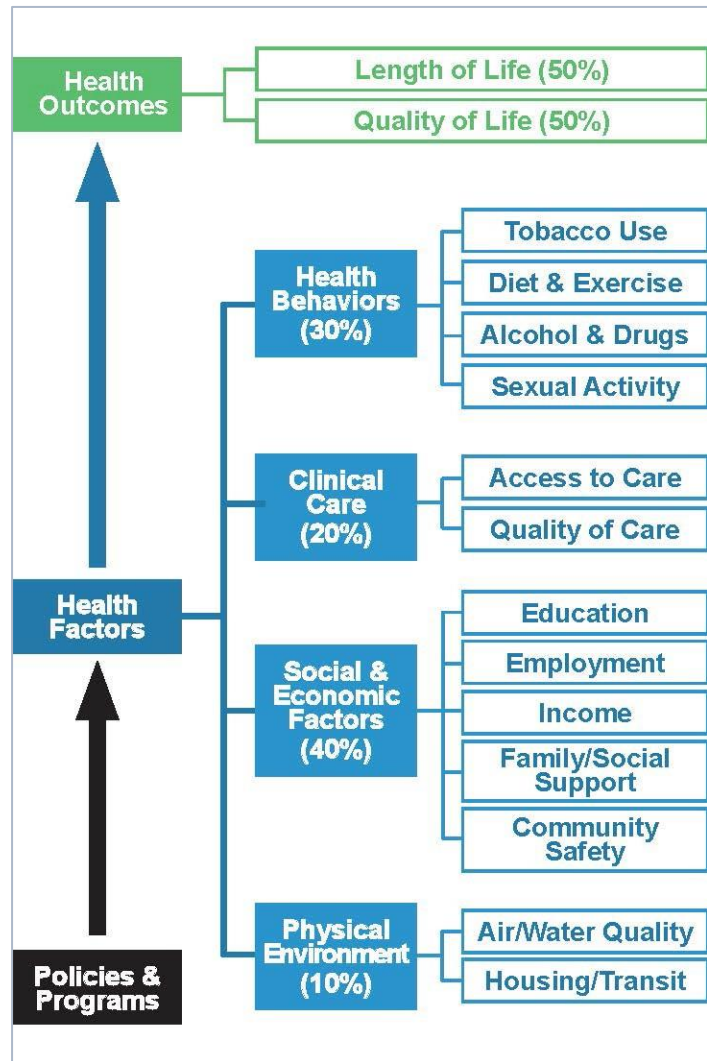 Health
Outcomes
Length of Life (50%)
Quality of Life (50%)
Health
Behaviors
(30%)
Tobacco Use
Diet & Exercise
Alcohol & Drugs
Sexual Activity
Clinical
Care
(20%)
Access to Care
Quality of Care
Health
Factors
Social &
Economic
Factors
(40%)
Education
Employment
Income
Family/Social
Support
Community
Safety
Physical
Environment
(10%)
Air/Water Quality
Housing/Transit
Policies &
Programs